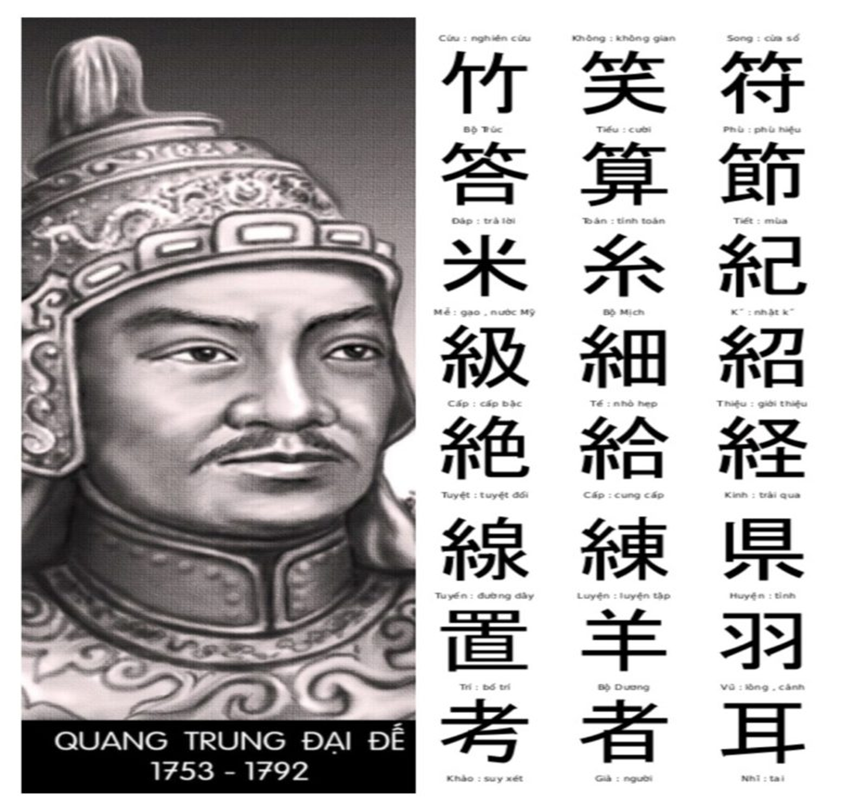 Cứu : nghiên cứu Không : không gian Song : cửa sổ
竹 笑 符
Bộ Trúc Tiếu : cười Phù : phù hiệu
答 算 節
Đáp : trả lời Toán : tính toán Tiết : mùa
米 糸 紀
Mễ : gạo , nước Mỹ Bộ Mịch K˜ : nhật k˜
級 細 紹
Cấp : cấp bậc Tế : nhỏ hẹp Thiệu : giới thiệu
絶 給 経
Tuyệt : tuyệt đối Cấp : cung cấp Kinh : trải qua
線 練 県
Tuyến : đường dây Luyện : luyện tập Huyện : tỉnh
置 羊 羽
Trí : bố trí Bộ Dương Vũ : lông , cánh
考 者 耳
Khảo : suy xét Giả : người Nhĩ : tai
QUANG TRUNG ĐẠI ĐẾ
1753 - 1792